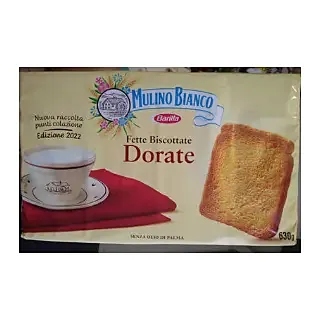 MULINO BIANCO
Barilla
Nuova raccolta
punti colazione
Edizione 2022
Fette Biscottate
Dorate
SENZA OLIO DI PALMA
630g